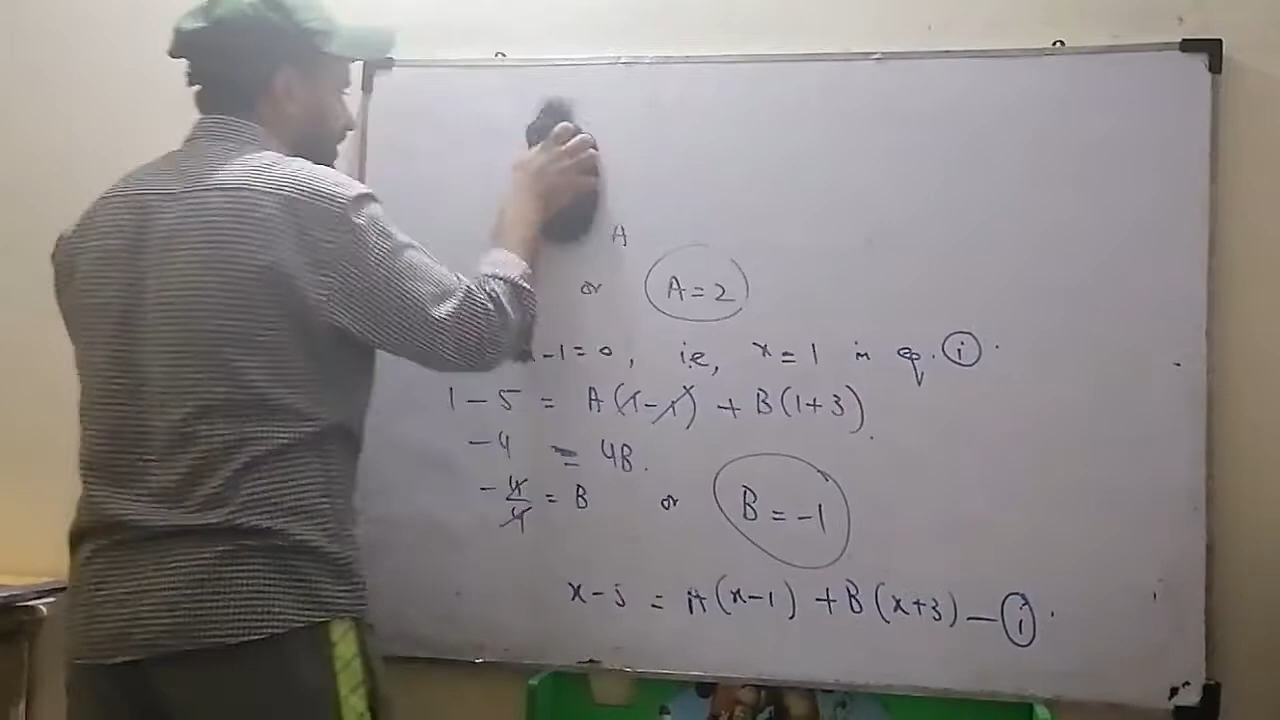 A
or A=2
x-1=0, i.e, x=1 in eq. (i).
1-5 = A(1-1) + B(1+3).
-4 = 4B.
-4/4 = B or B=-1
x-5 = A(x-1) + B(x+3) — (i).